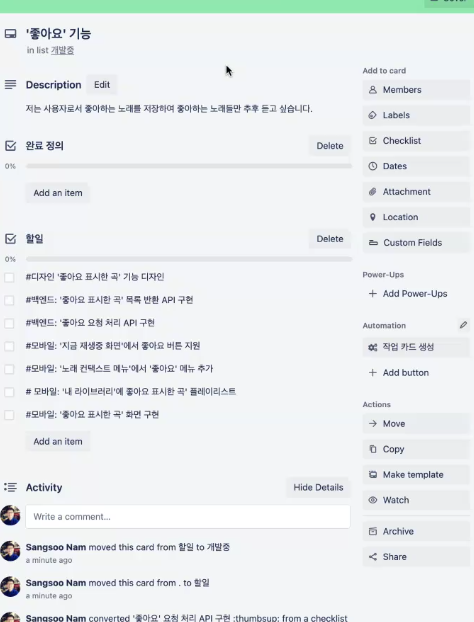 '좋아요' 기능
in list 개발중
Description Edit
저는 사용자로서 좋아하는 노래를 저장하여 좋아하는 노래들만 추후 듣고 싶습니다.
완료 정의 Delete
0%
Add an item
할일 Delete
0%
#디자인 '좋아요 표시한 곡' 기능 디자인
#백엔드: '좋아요 표시한 곡' 목록 반환 API 구현
#백엔드: '좋아요 요청 처리 API 구현
#모바일: '지금 재생중 화면'에서 좋아요 버튼 지원
#모바일: '노래 컨텍스트 메뉴'에서 '좋아요' 메뉴 추가
# 모바일: '내 라이브러리'에 좋아요 표시한 곡' 플레이리스트
#모바일: '좋아요 표시한 곡' 화면 구현
Add an item
Activity Hide Details
Write a comment...
Sangsoo Nam moved this card from 할일 to 개발중
a minute ago
Sangsoo Nam moved this card from . to 할일
a minute ago
Sangsoo Nam converted '좋아요' 요청 처리 API 구현 :thumbsup: from a checklist
Add to card
Members
Labels
Checklist
Dates
Attachment
Location
Custom Fields
Power-Ups
+ Add Power-Ups
Automation
작업 카드 생성
+ Add button
Actions
Move
Copy
Make template
Watch
Archive
Share